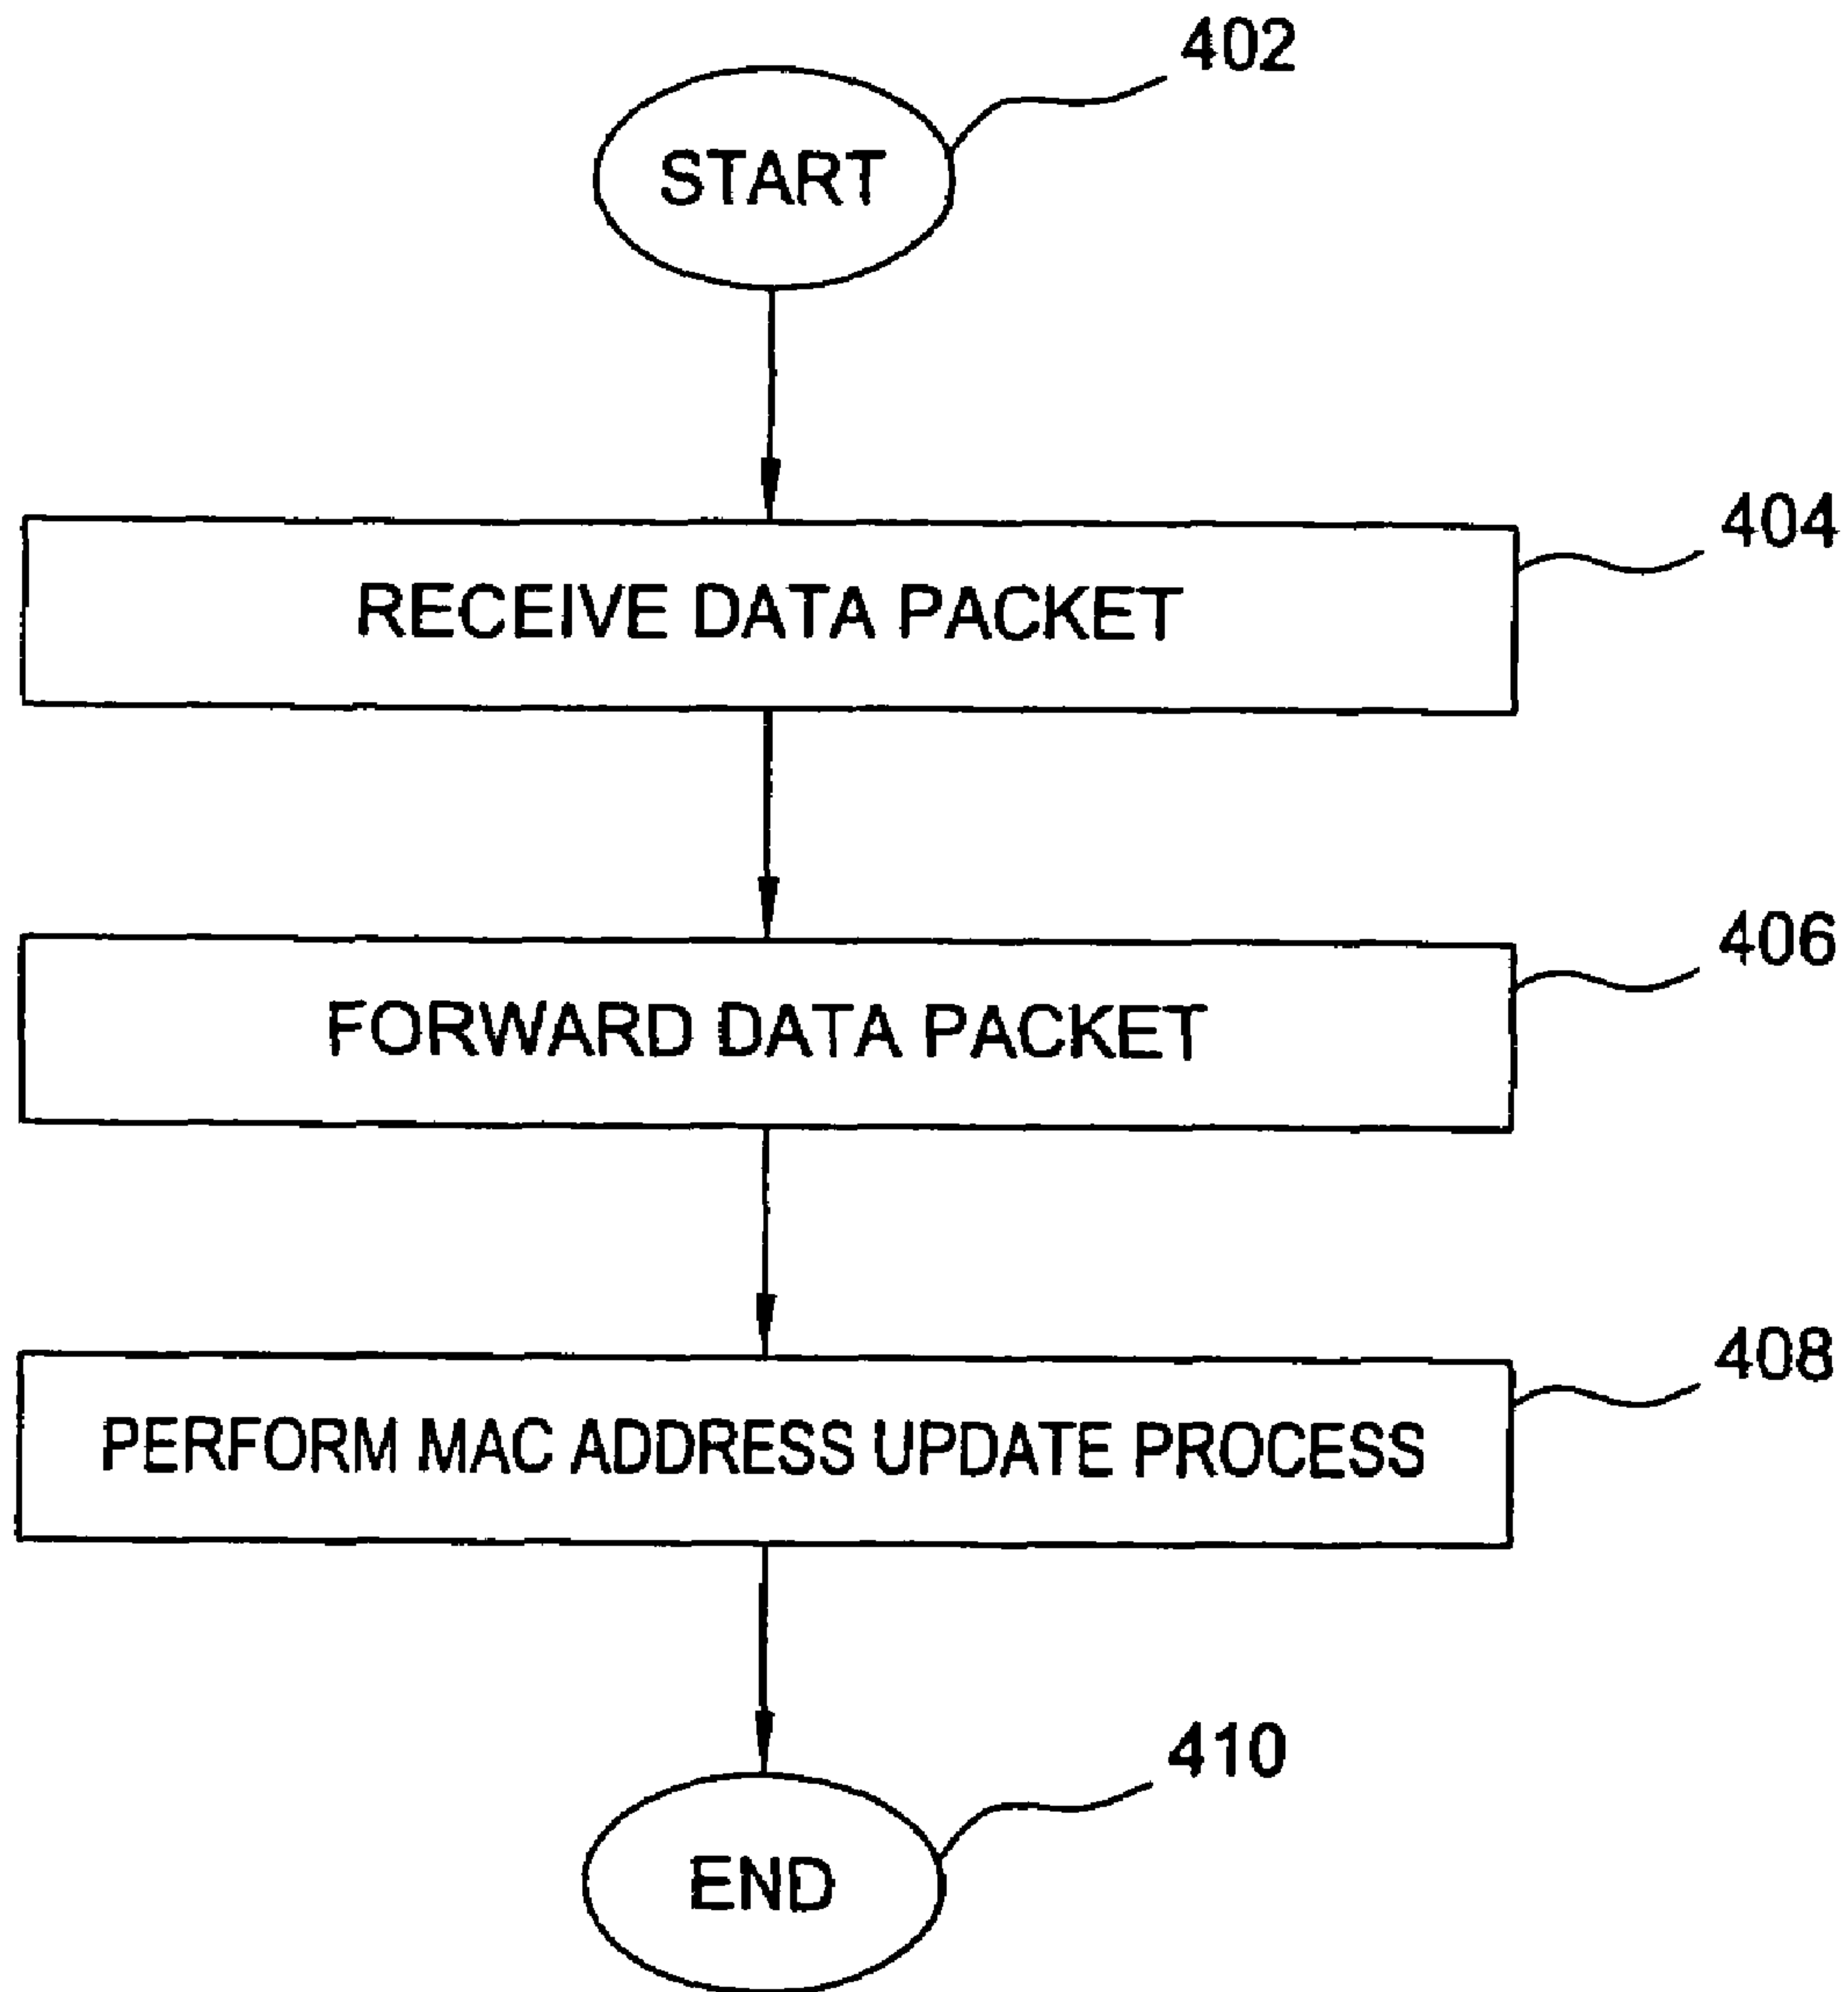 402
START
404
RECEIVE DATA PACKET
406
FORWARD DATA PACKET
408
PERFORM MAC ADDRESS UPDATE PROCESS
410
END